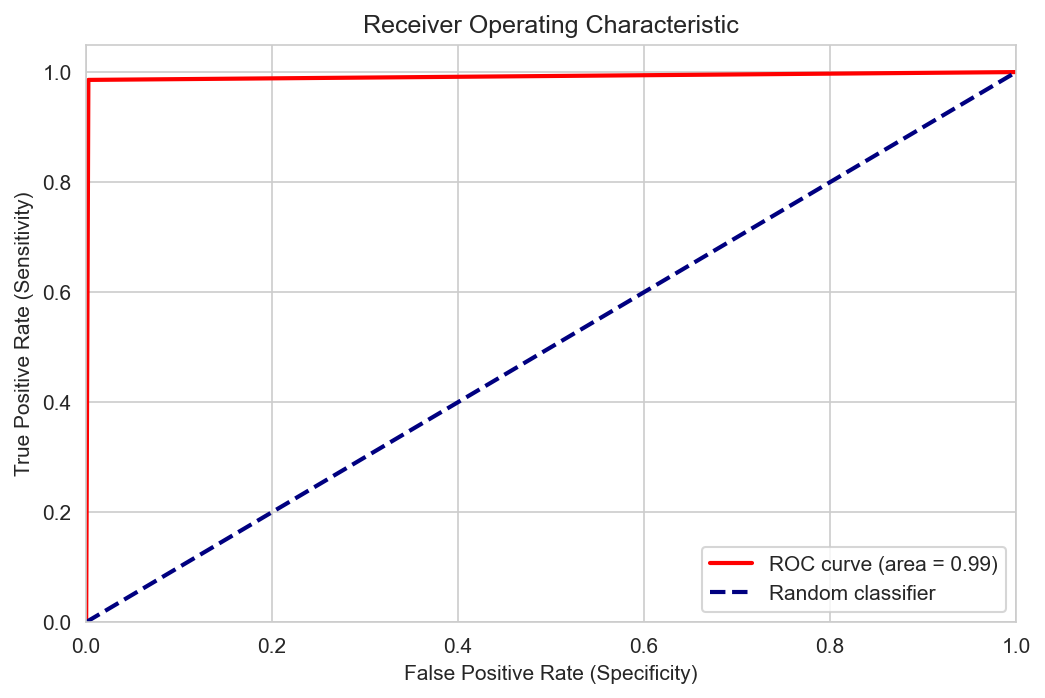 Receiver Operating Characteristic
True Positive Rate (Sensitivity)
1.0
0.8
0.6
0.4
0.2
0.0
ROC curve (area = 0.99)
Random classifier
0.0 0.2 0.4 0.6 0.8 1.0
False Positive Rate (Specificity)